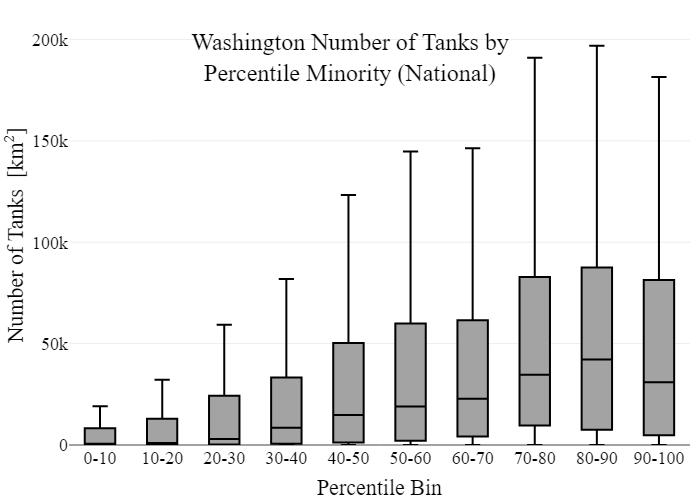 Washington Number of Tanks by
Percentile Minority (National)
Number of Tanks [km²]
200k
150k
100k
50k
0
0-10 10-20 20-30 30-40 40-50 50-60 60-70 70-80 80-90 90-100
Percentile Bin